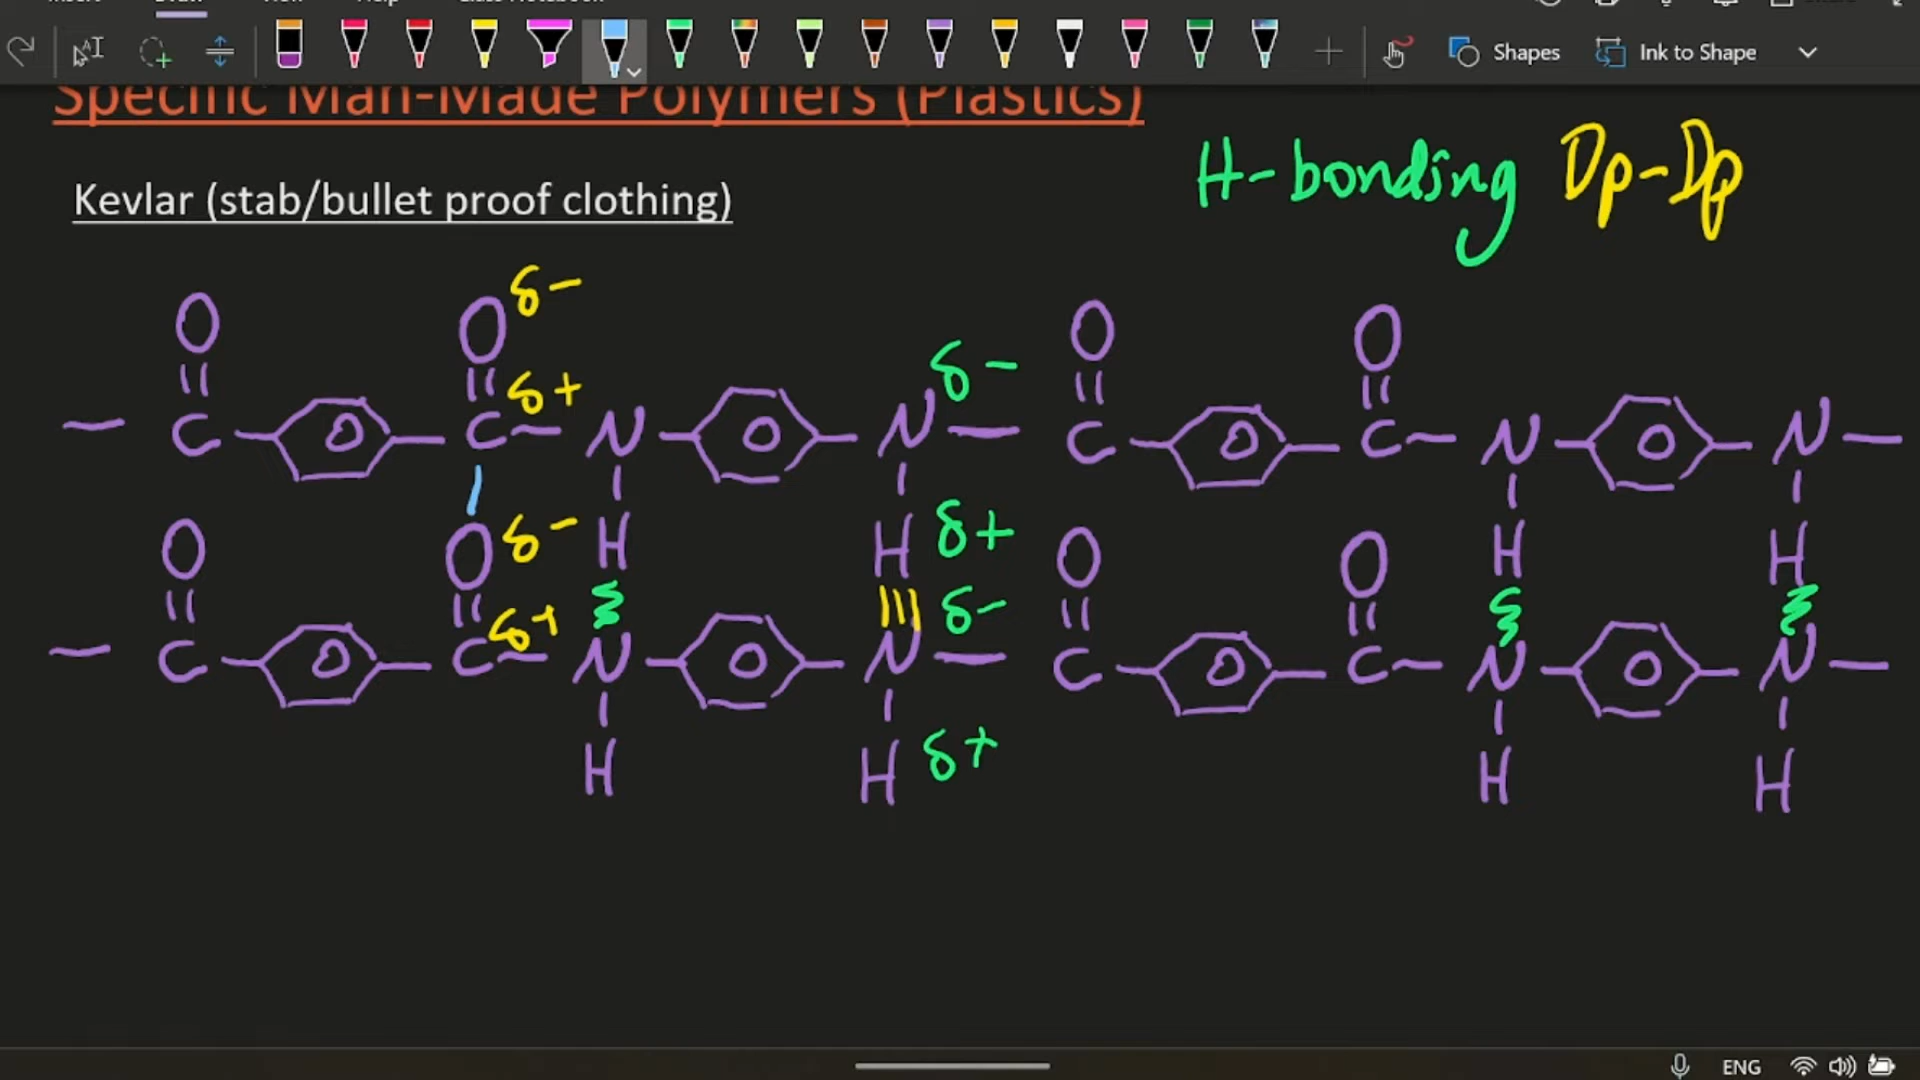 Specific Man-Made Polymers (Plastics)
H-bonding Dp-Dp
Kevlar (stab/bullet proof clothing)
Shapes
Ink to Shape
O O δ- δ- O O
C C δ+ N N C C N N
H H δ+ H H
O O δ- δ- O O
C C δ+ N N C C N N
H H δ+ H H
ENG